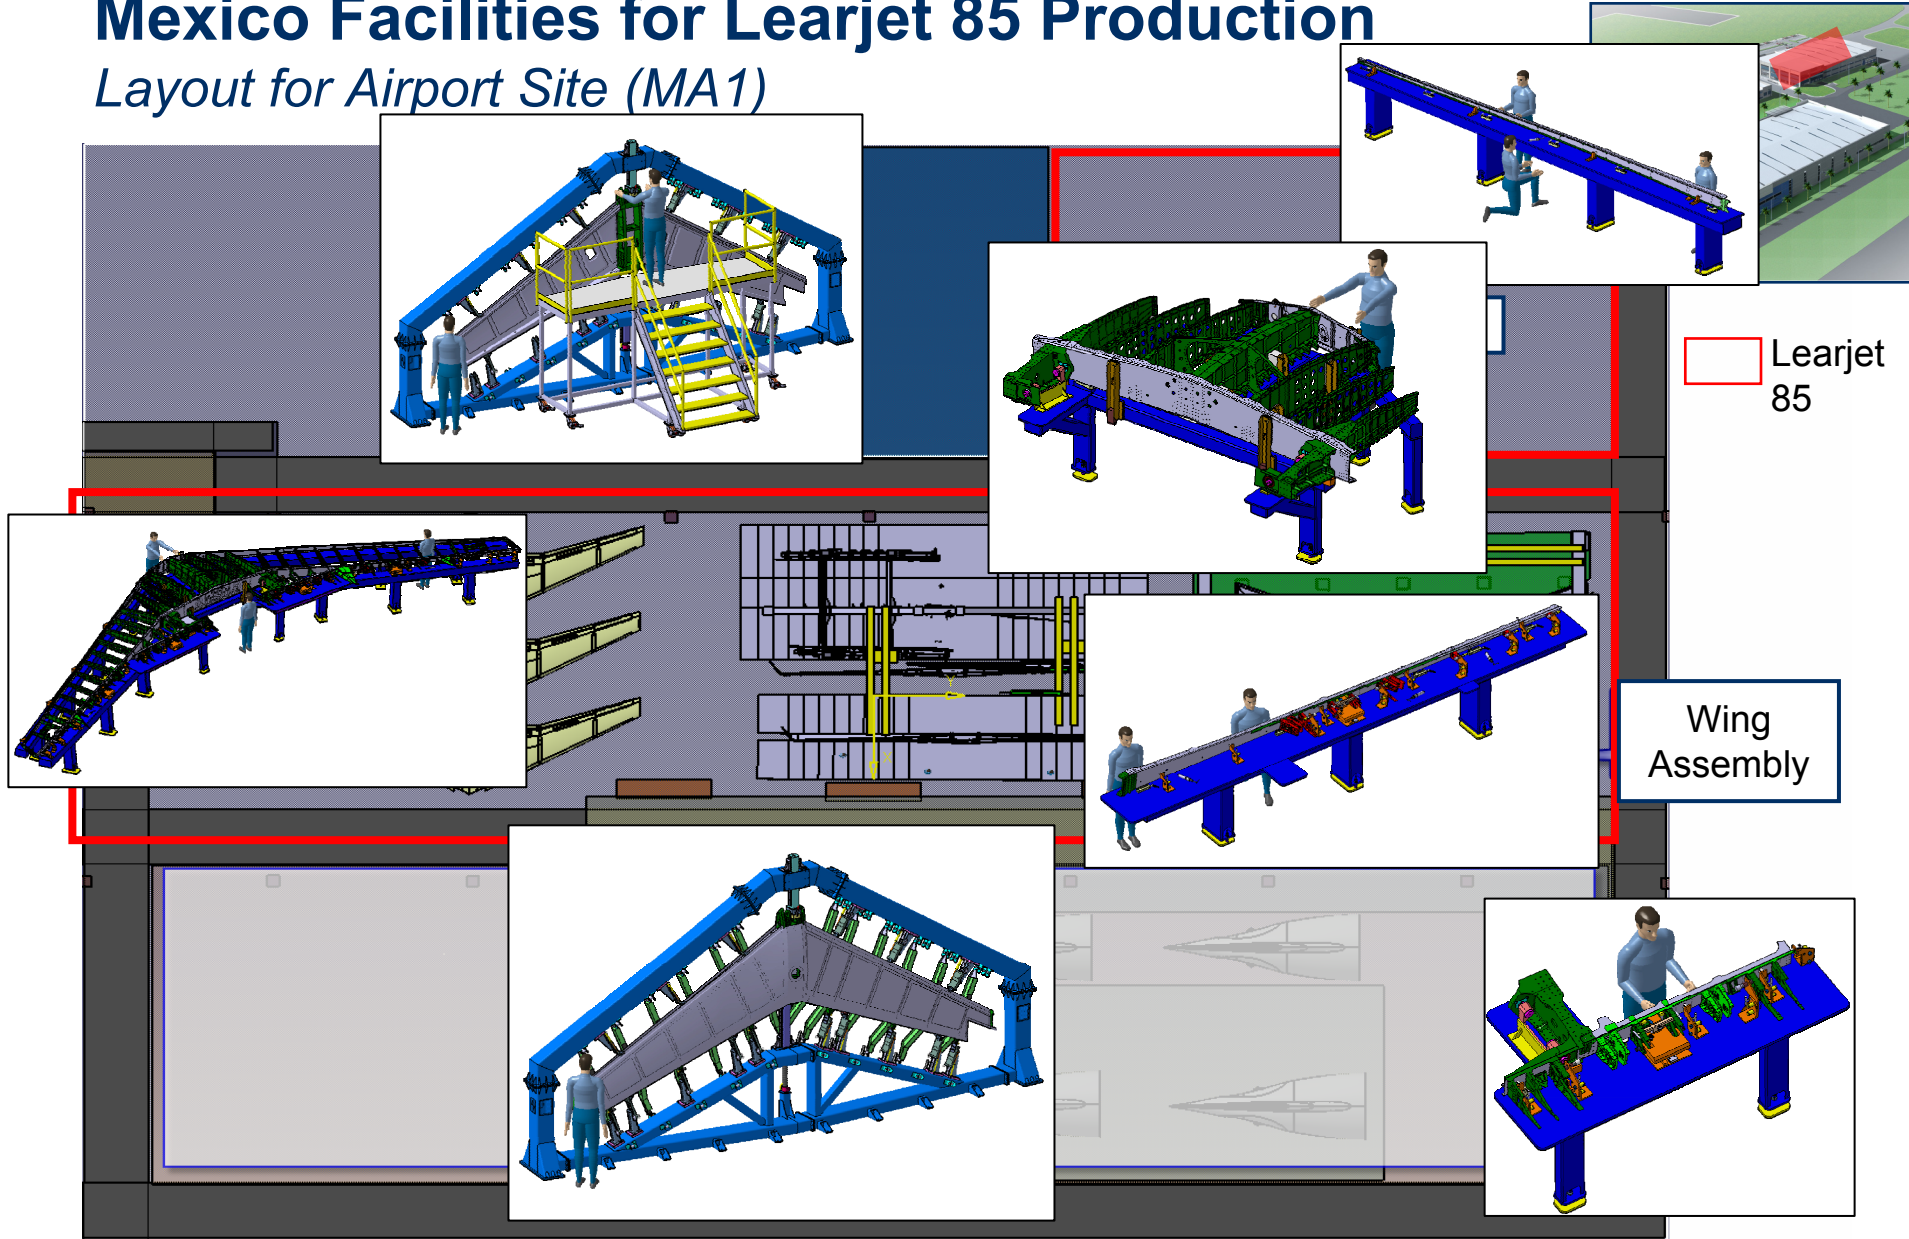 Mexico Facilities for Learjet 85 Production
Layout for Airport Site (MA1)
Learjet
85
Wing
Assembly
Y
X